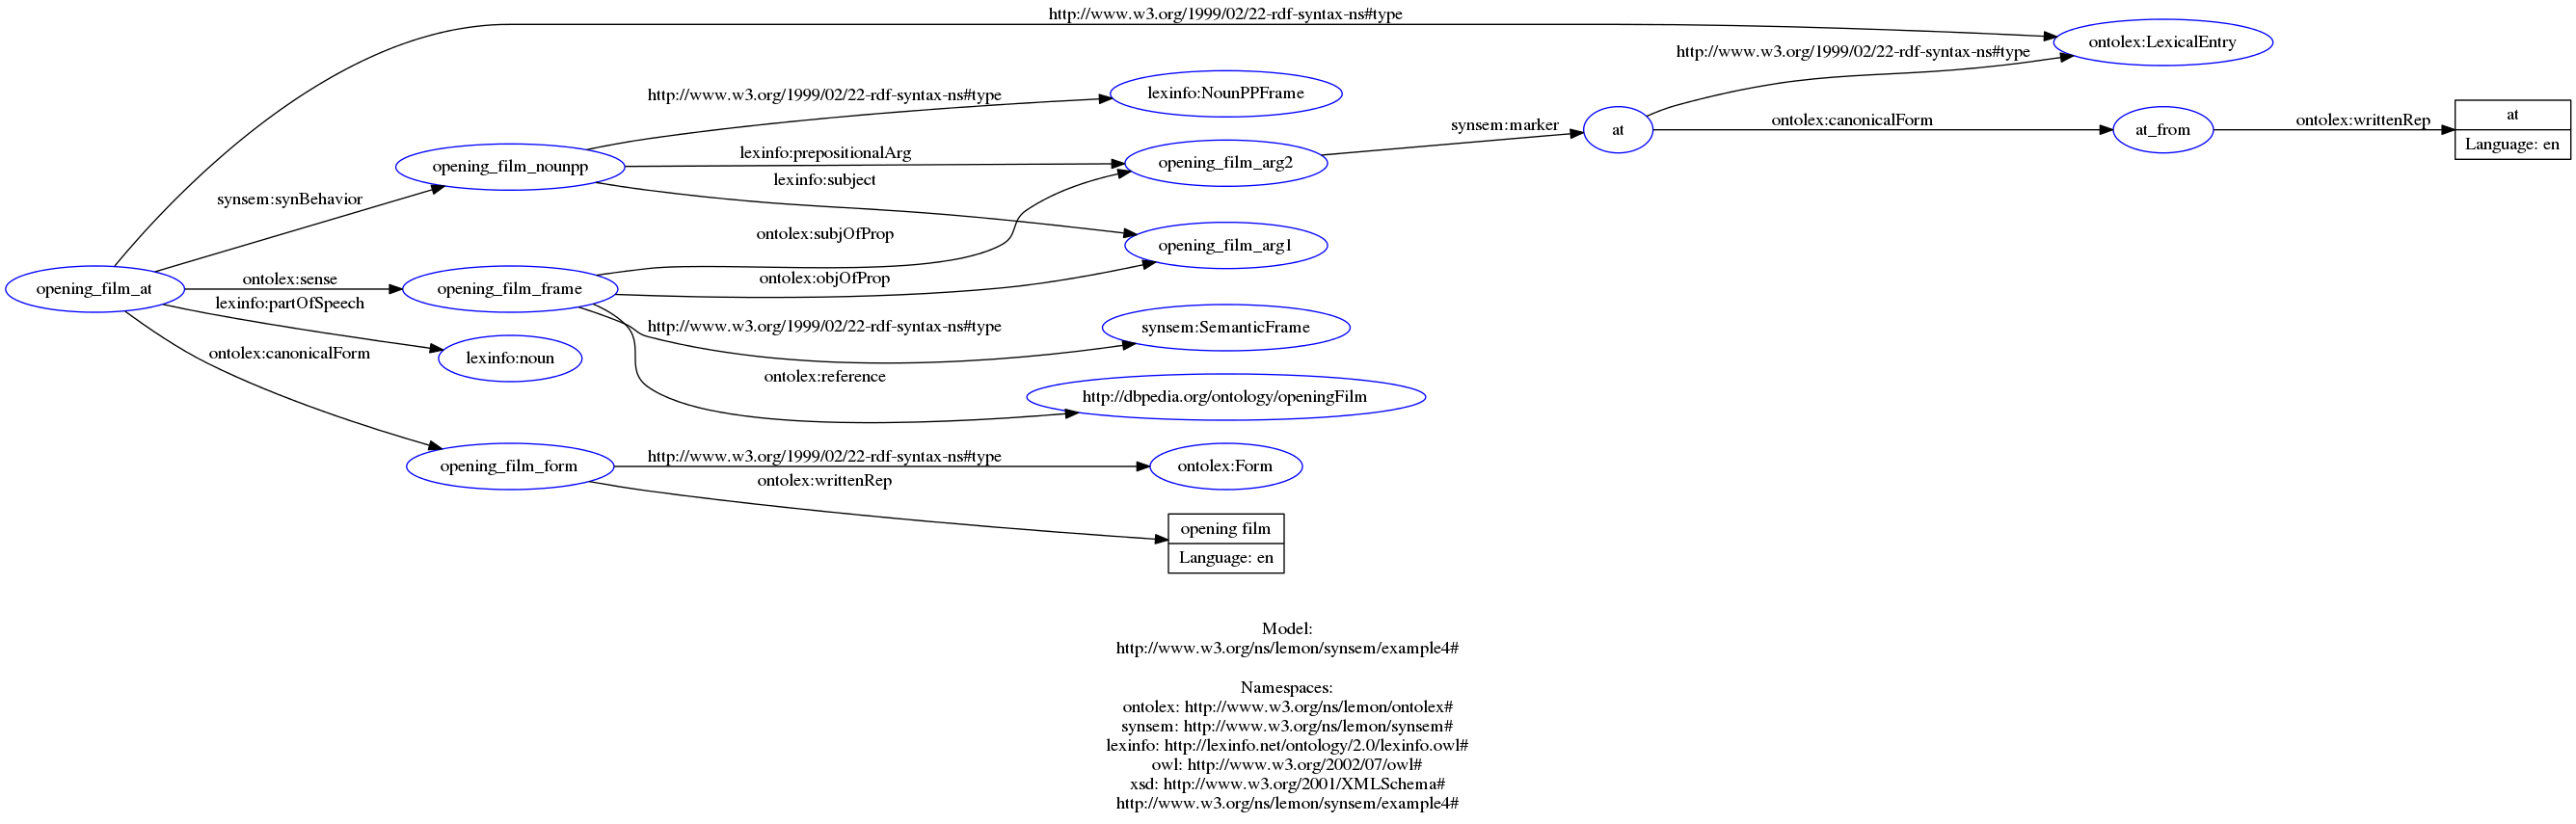 http://www.w3.org/1999/02/22-rdf-syntax-ns#type
ontolex:LexicalEntry
http://www.w3.org/1999/02/22-rdf-syntax-ns#type
http://www.w3.org/1999/02/22-rdf-syntax-ns#type
lexinfo:NounPPFrame
at
ontolex:canonicalForm
at_from
ontolex:writtenRep
at
Language: en
synsem:marker
lexinfo:prepositionalArg
opening_film_nounpp
opening_film_arg2
lexinfo:subject
synsem:synBehavior
ontolex:subjOfProp
opening_film_arg1
ontolex:sense
ontolex:objOfProp
opening_film_at
opening_film_frame
lexinfo:partOfSpeech
http://www.w3.org/1999/02/22-rdf-syntax-ns#type
synsem:SemanticFrame
ontolex:canonicalForm
lexinfo:noun
ontolex:reference
http://dbpedia.org/ontology/openingFilm
http://www.w3.org/1999/02/22-rdf-syntax-ns#type
opening_film_form
ontolex:Form
ontolex:writtenRep
opening film
Language: en
Model:
http://www.w3.org/ns/lemon/synsem/example4#
Namespaces:
ontolex: http://www.w3.org/ns/lemon/ontolex#
synsem: http://www.w3.org/ns/lemon/synsem#
lexinfo: http://lexinfo.net/ontology/2.0/lexinfo.owl#
owl: http://www.w3.org/2002/07/owl#
xsd: http://www.w3.org/2001/XMLSchema#
http://www.w3.org/ns/lemon/synsem/example4#